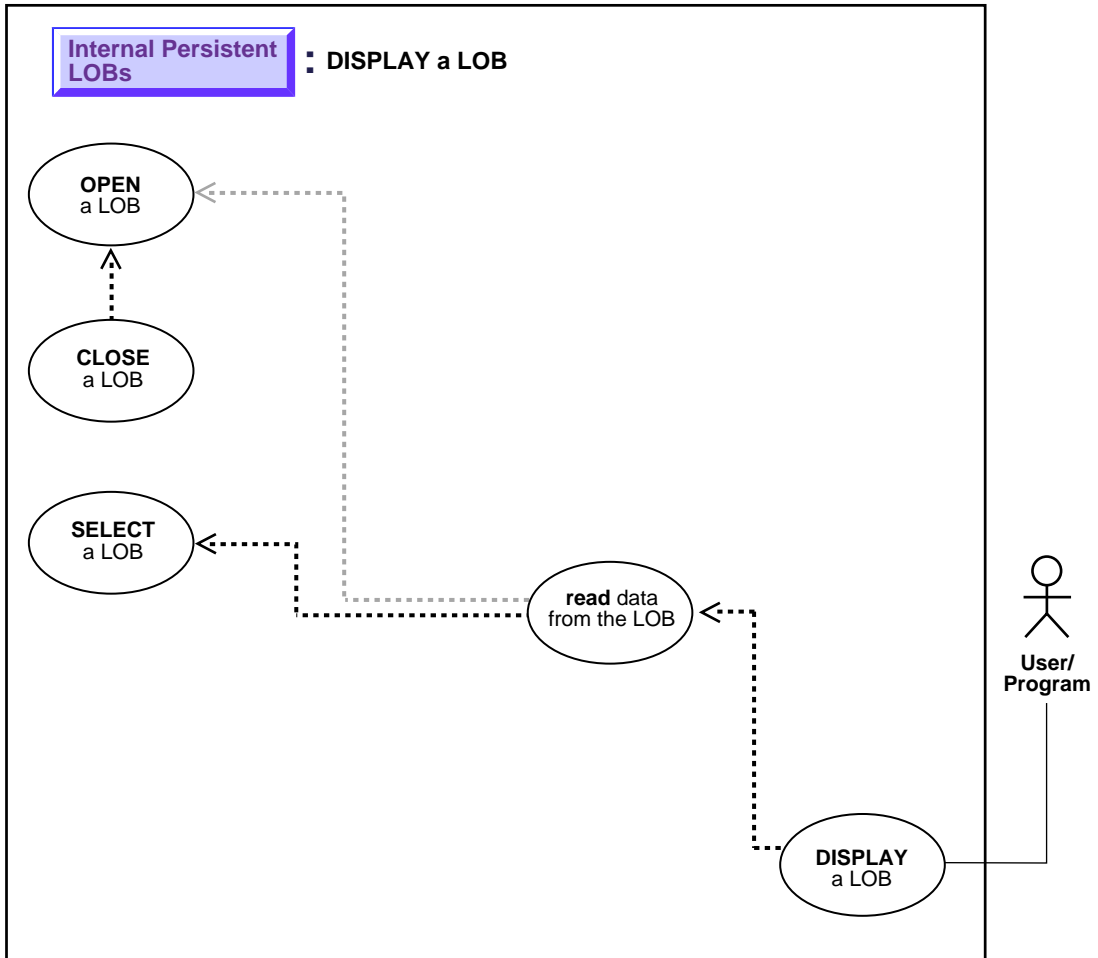 Internal Persistent
LOBs
: DISPLAY a LOB
OPEN
a LOB
CLOSE
a LOB
SELECT
a LOB
read data
from the LOB
User/
Program
DISPLAY
a LOB